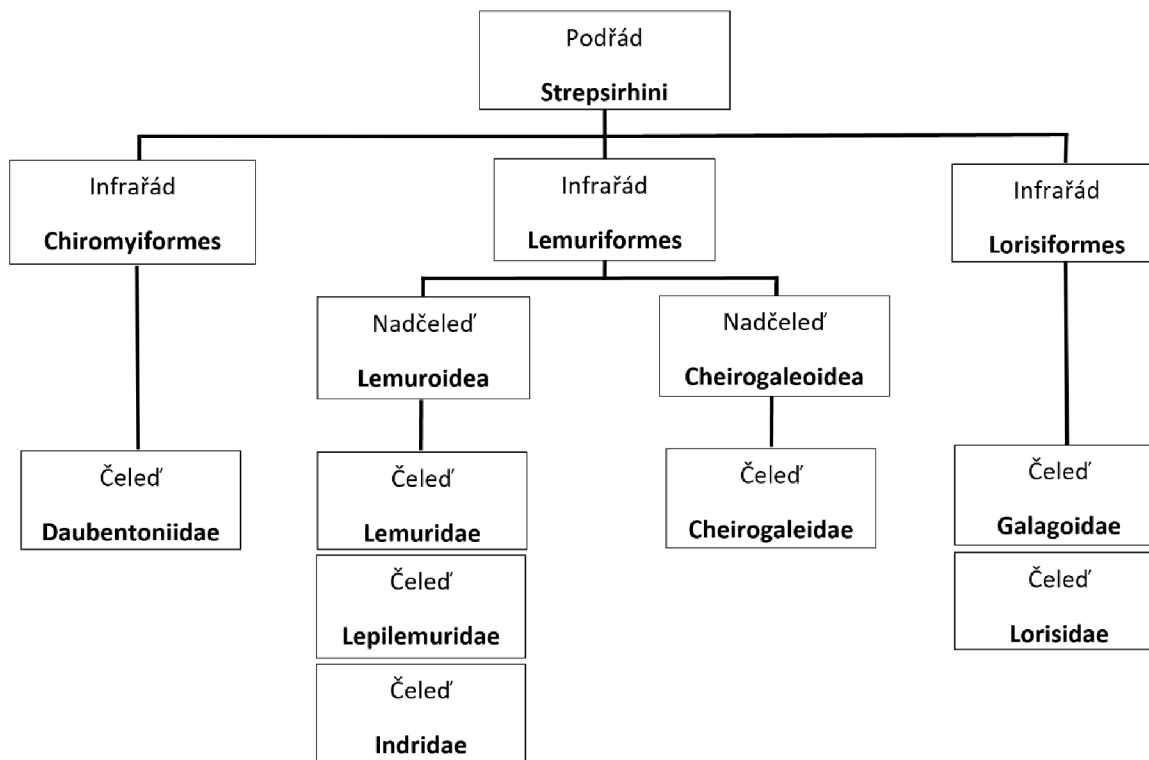 Podřád
Strepsirhini
Infrařád
Chiromyiformes
Infrařád
Lemuriformes
Infrařád
Lorisiformes
Nadčeleď
Lemuroidea
Nadčeleď
Cheirogaleoidea
Čeleď
Daubentoniidae
Čeleď
Lemuridae
Čeleď
Cheirogaleidae
Čeleď
Galagoidae
Čeleď
Lepilemuridae
Čeleď
Lorisidae
Čeleď
Indridae